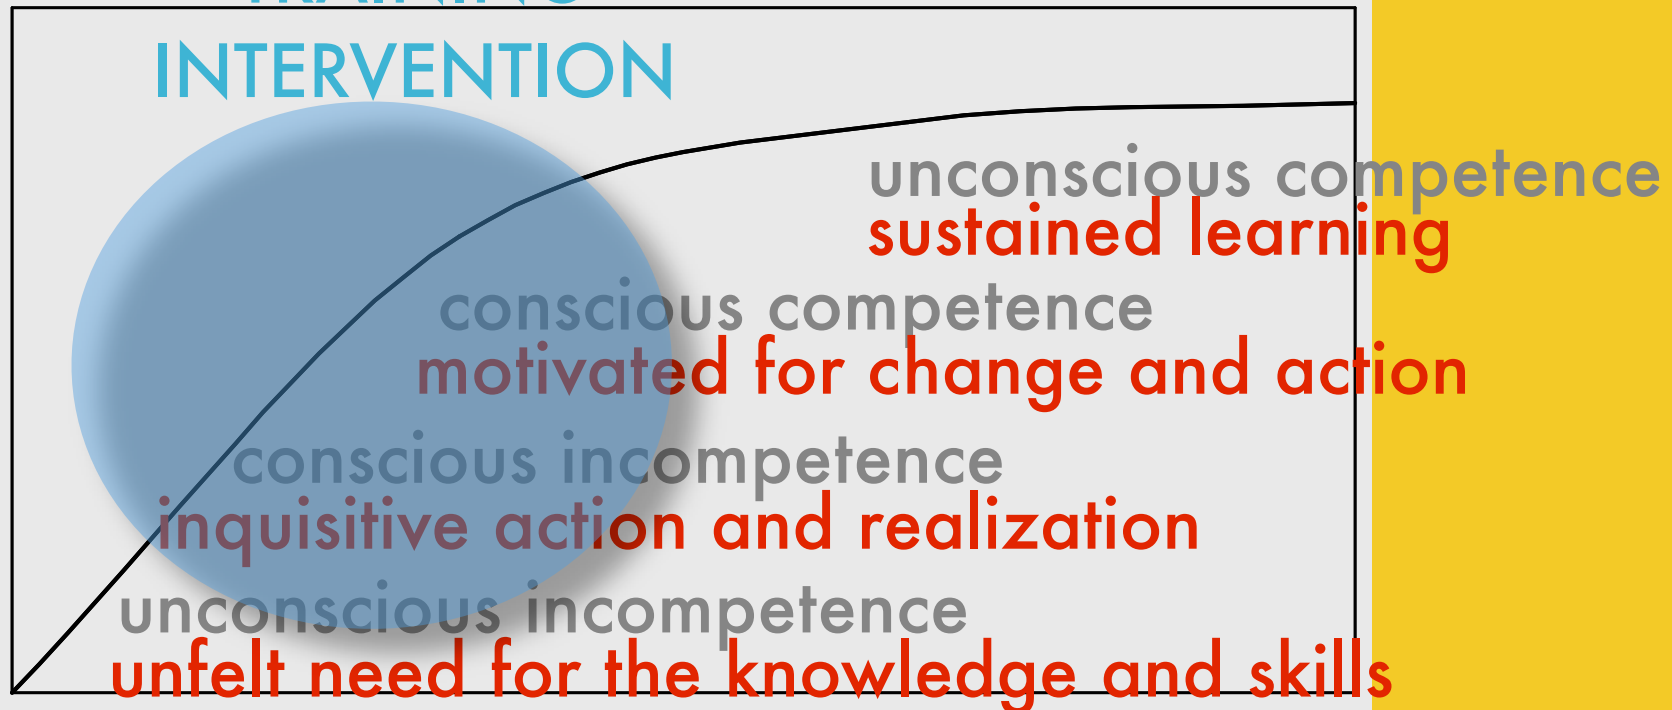 TRAINING
INTERVENTION
unconscious competence
sustained learning
conscious competence
motivated for change and action
conscious incompetence
inquisitive action and realization
unconscious incompetence
unfelt need for the knowledge and skills